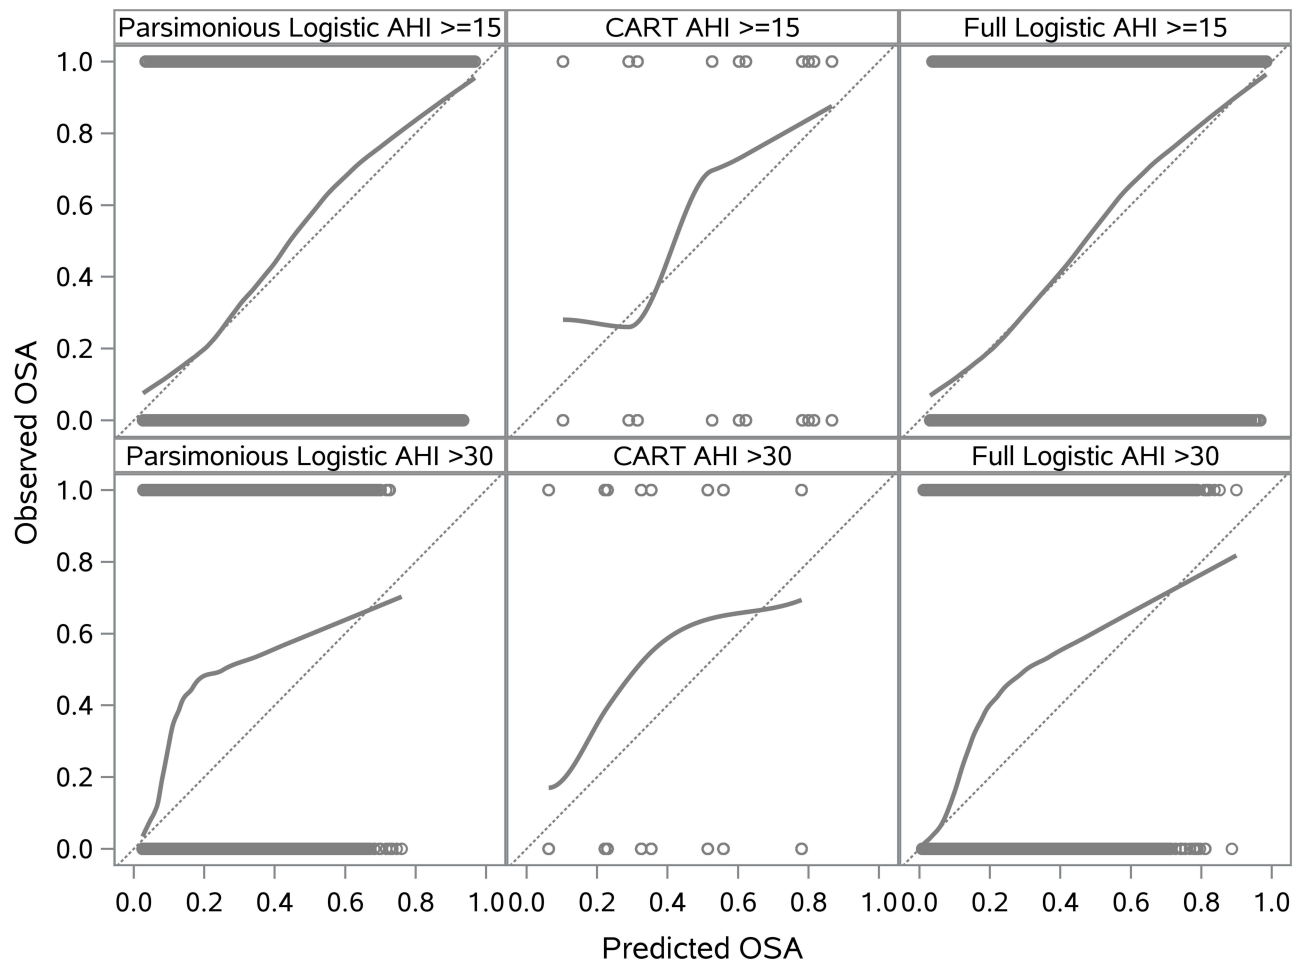 Parsimonious Logistic AHI >=15 CART AHI >=15 Full Logistic AHI >=15
1.0
0.8
0.6
0.4
0.2
0.0
Parsimonious Logistic AHI >30 CART AHI >30 Full Logistic AHI >30
1.0
0.8
0.6
0.4
0.2
0.0
Observed OSA
0.0 0.2 0.4 0.6 0.8 1.0 0.0 0.2 0.4 0.6 0.8 1.0 0.0 0.2 0.4 0.6 0.8 1.0
Predicted OSA